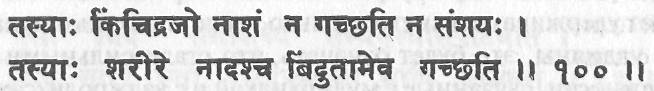 तस्याः किंचिद्रजो नाशं न गच्छति न संशयः ।
तस्याः शरीरे नादश्च बिंदुतामेव गच्छति ।। १०० ।।